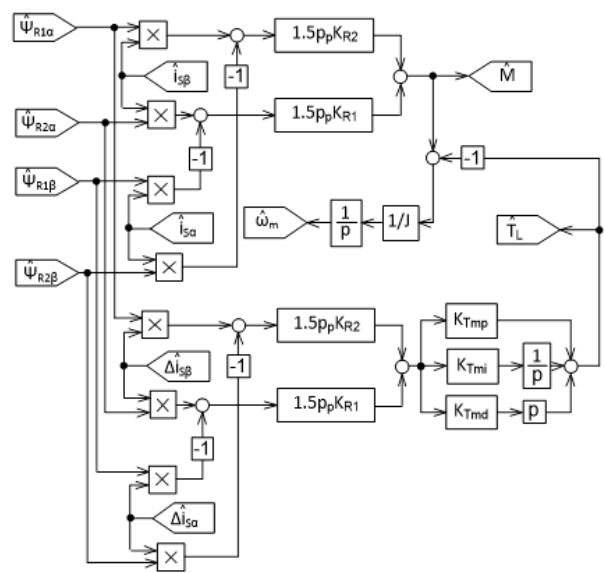 Ψ̂R1α
×
1.5ppKR2
M̂
îSβ
-1
Ψ̂R2α
×
1.5ppKR1
-1
-1
Ψ̂R1β
×
îSα
ω̂m
1/p
1/J
T̂L
Ψ̂R2β
×
×
1.5ppKR2
KTmp
Δîsβ
-1
KTmi
1/p
×
1.5ppKR1
KTmd
p
-1
×
ΔîSα
×